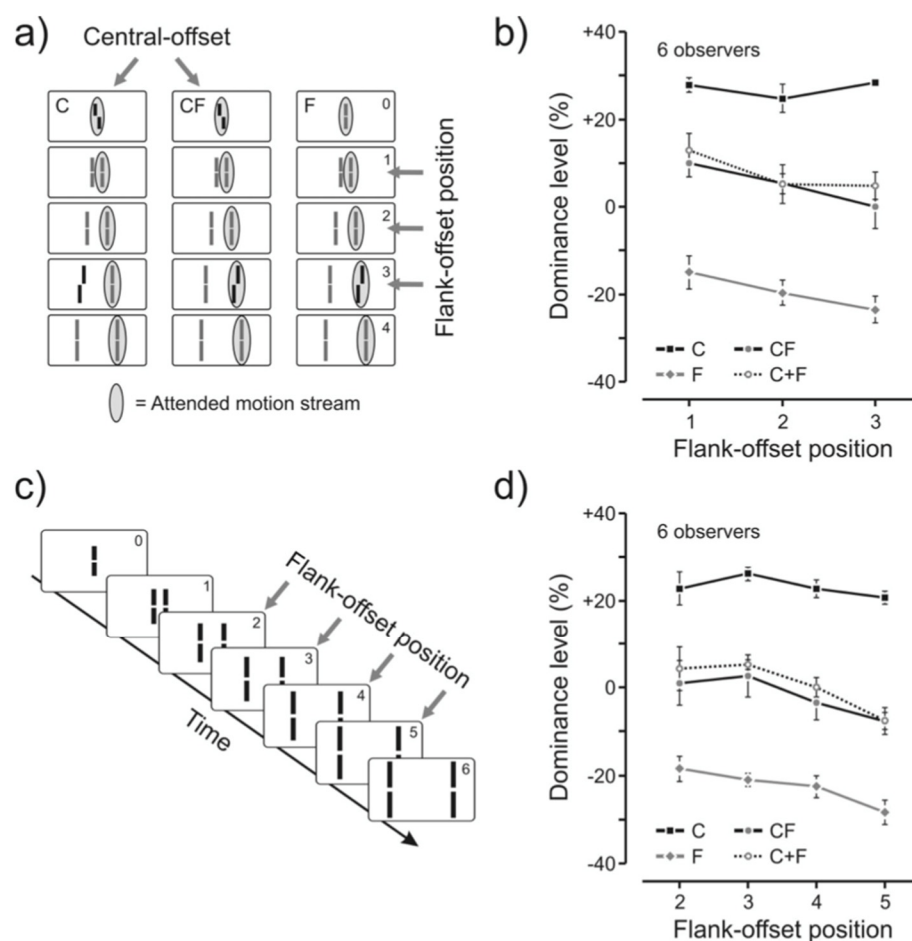 a)
Central-offset
C
CF
F
0
1
2
3
4
Flank-offset position
= Attended motion stream
b)
+40
+20
0
-20
-40
Dominance level (%)
6 observers
C CF
F C+F
1 2 3
Flank-offset position
c)
0
1
2
3
4
5
6
Flank-offset position
Time
d)
+40
+20
0
-20
-40
Dominance level (%)
6 observers
C CF
F C+F
2 3 4 5
Flank-offset position